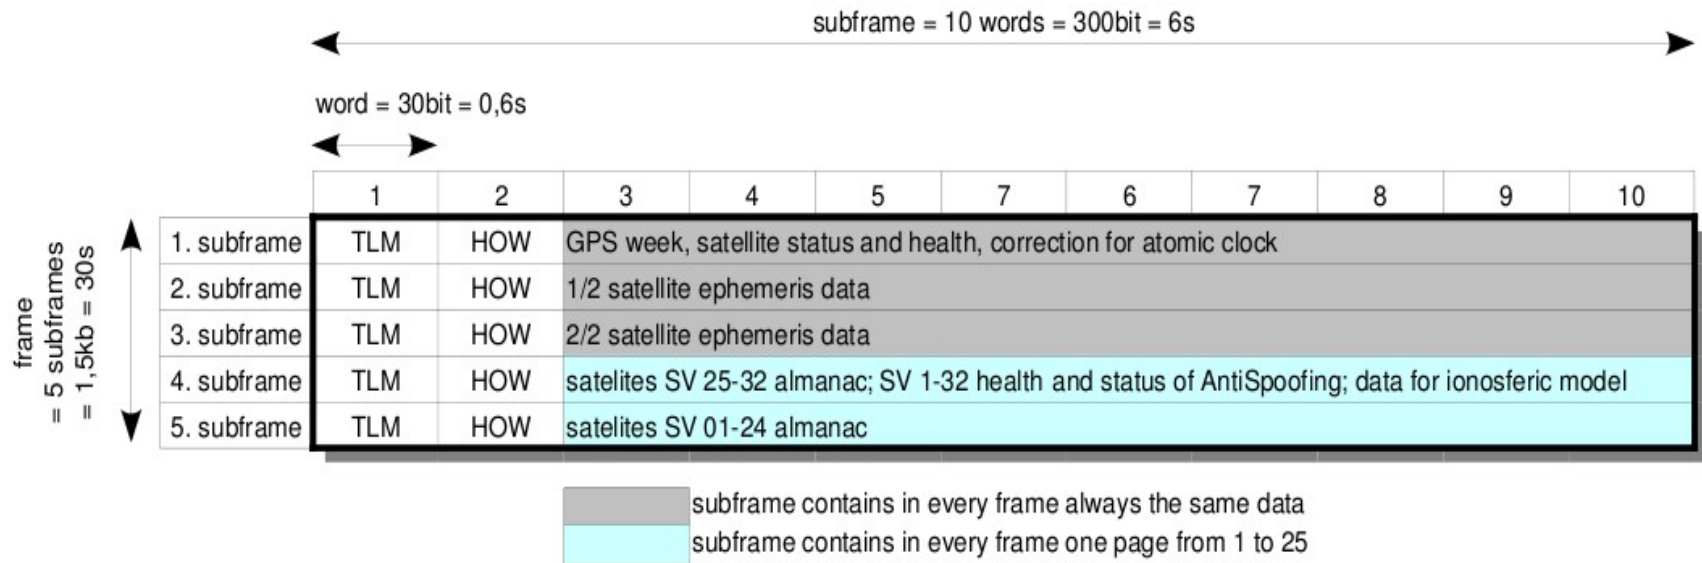 subframe = 10 words = 300bit = 6s
word = 30bit = 0,6s
1 2 3 4 5 7 6 7 8 9 10
frame
= 5 subframes
= 1,5kb = 30s
1. subframe TLM HOW GPS week, satellite status and health, correction for atomic clock
2. subframe TLM HOW 1/2 satellite ephemeris data
3. subframe TLM HOW 2/2 satellite ephemeris data
4. subframe TLM HOW satelites SV 25-32 almanac; SV 1-32 health and status of AntiSpoofing; data for ionosferic model
5. subframe TLM HOW satelites SV 01-24 almanac
subframe contains in every frame always the same data
subframe contains in every frame one page from 1 to 25